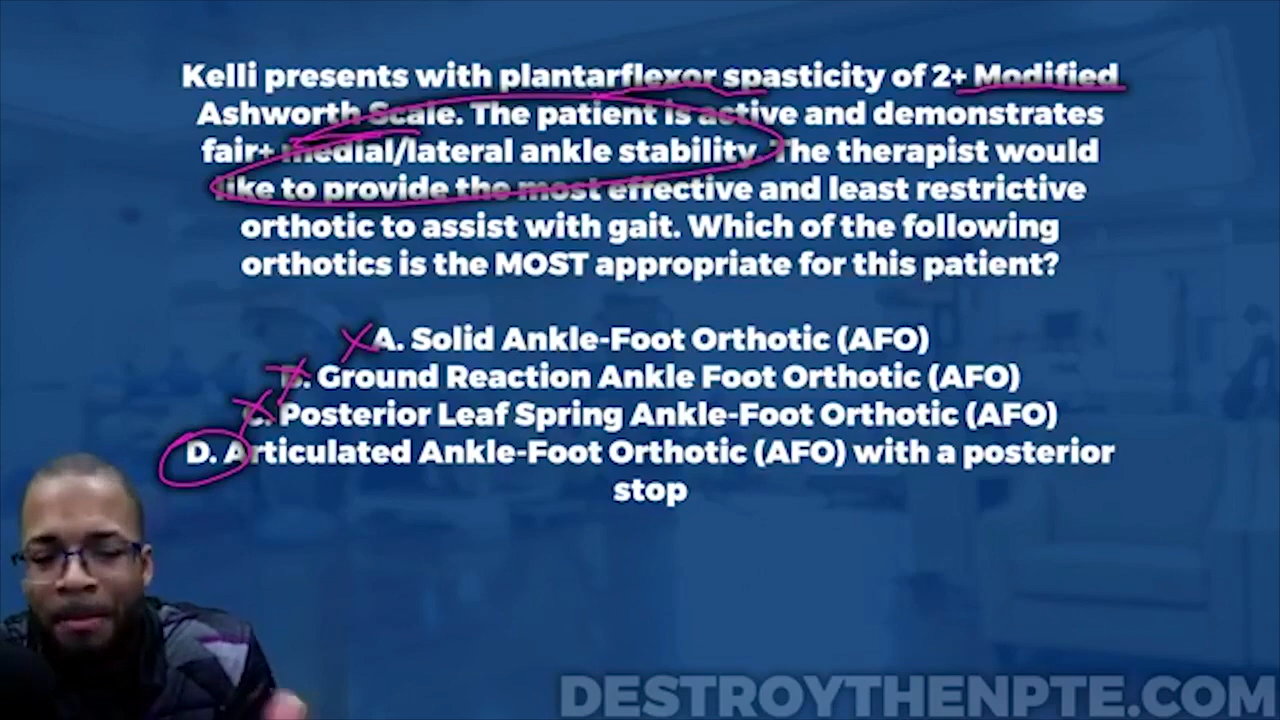 Kelli presents with plantarflexor spasticity of 2+ Modified
Ashworth Scale. The patient is active and demonstrates
fair+ medial/lateral ankle stability. The therapist would
like to provide the most effective and least restrictive
orthotic to assist with gait. Which of the following
orthotics is the MOST appropriate for this patient?
A. Solid Ankle-Foot Orthotic (AFO)
B. Ground Reaction Ankle Foot Orthotic (AFO)
C. Posterior Leaf Spring Ankle-Foot Orthotic (AFO)
D. Articulated Ankle-Foot Orthotic (AFO) with a posterior
stop
DESTROYTHENPTE.COM